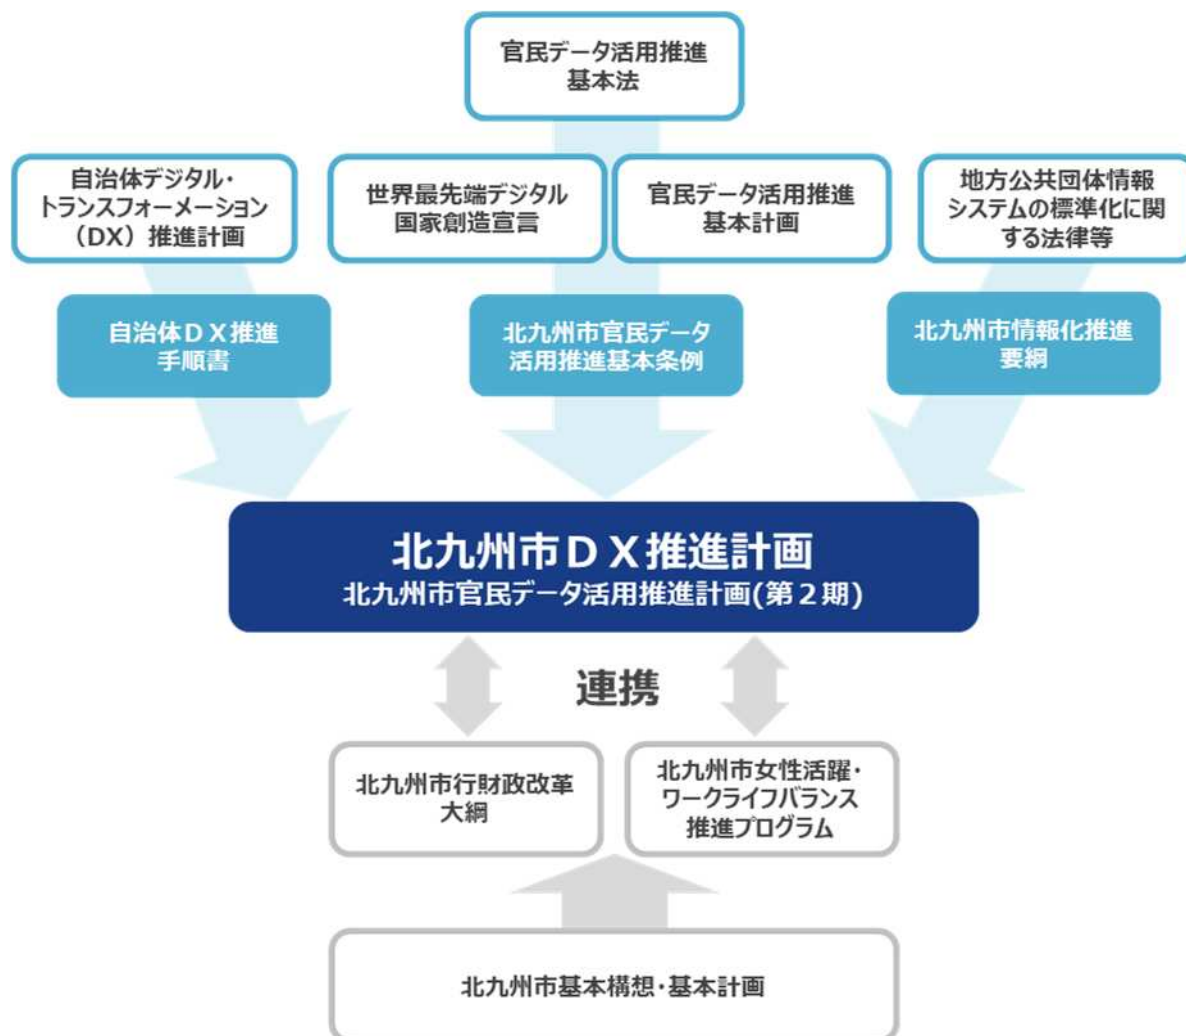 官民データ活用推進
基本法
自治体デジタル・
トランスフォーメーション
（DX）推進計画
世界最先端デジタル
国家創造宣言
官民データ活用推進
基本計画
地方公共団体情報
システムの標準化に関
する法律等
自治体ＤＸ推進
手順書
北九州市官民データ
活用推進基本条例
北九州市情報化推進
要綱
北九州市ＤＸ推進計画
北九州市官民データ活用推進計画(第２期)
連携
北九州市行財政改革
大綱
北九州市女性活躍・
ワークライフバランス
推進プログラム
北九州市基本構想・基本計画